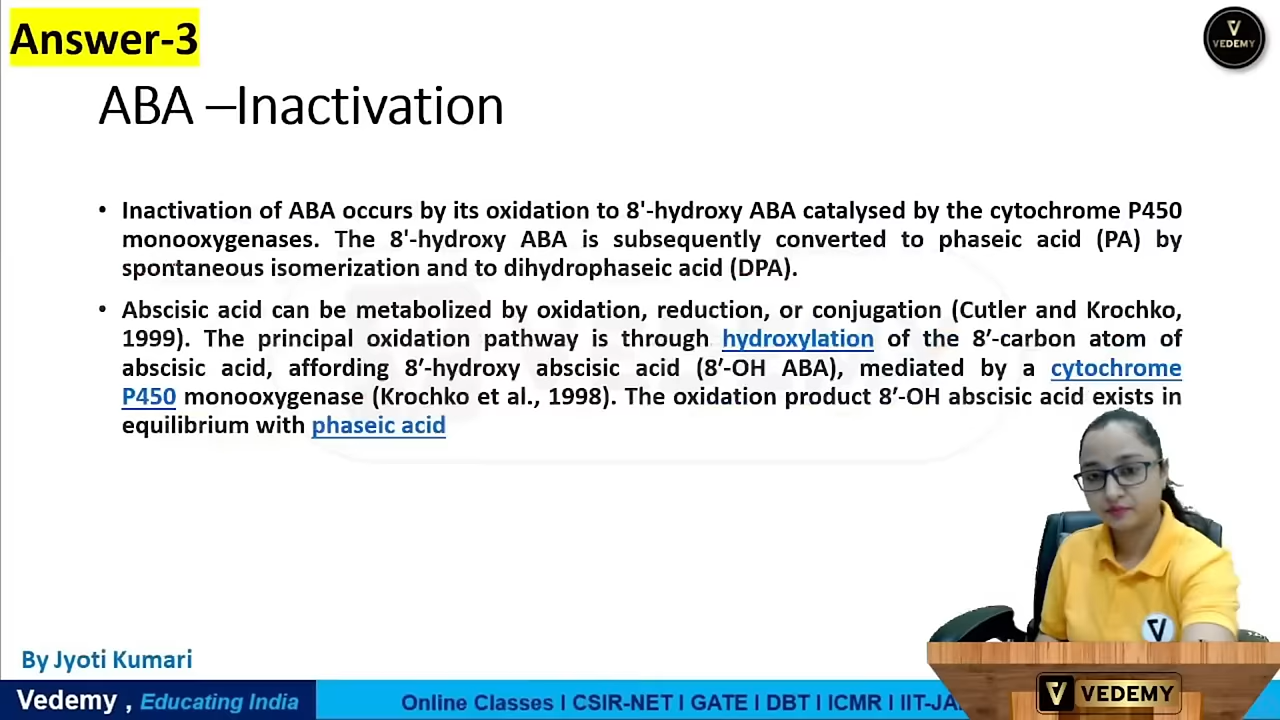 Answer-3
VEDEMY
ABA –Inactivation
• Inactivation of ABA occurs by its oxidation to 8'-hydroxy ABA catalysed by the cytochrome P450
monooxygenases. The 8'-hydroxy ABA is subsequently converted to phaseic acid (PA) by
spontaneous isomerization and to dihydrophaseic acid (DPA).
• Abscisic acid can be metabolized by oxidation, reduction, or conjugation (Cutler and Krochko,
1999). The principal oxidation pathway is through hydroxylation of the 8′-carbon atom of
abscisic acid, affording 8′-hydroxy abscisic acid (8′-OH ABA), mediated by a cytochrome
P450 monooxygenase (Krochko et al., 1998). The oxidation product 8′-OH abscisic acid exists in
equilibrium with phaseic acid
By Jyoti Kumari
Vedemy , Educating India
Online Classes I CSIR-NET I GATE I DBT I ICMR I IIT-JA
VEDEMY